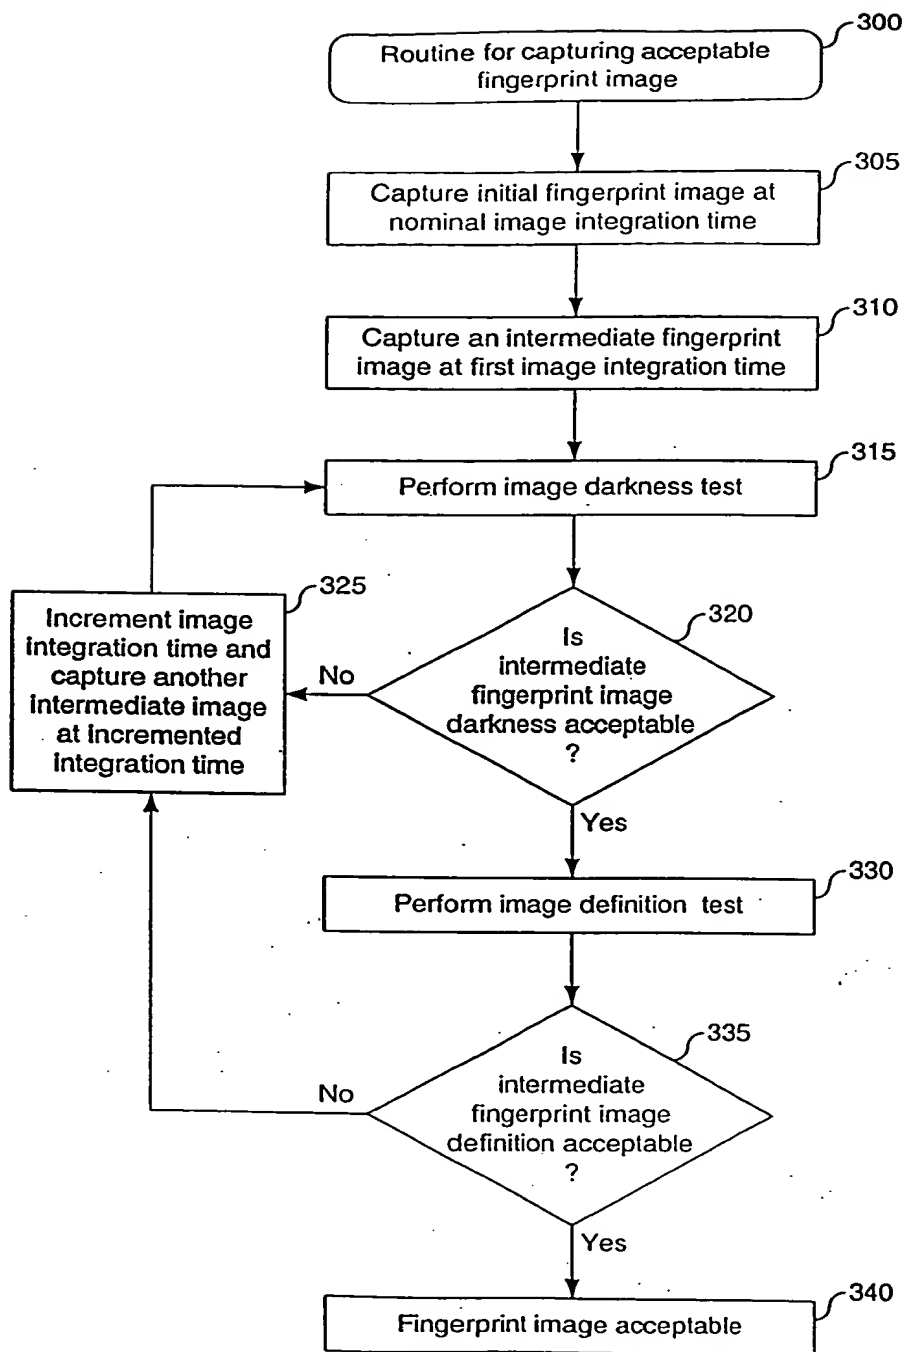 300
Routine for capturing acceptable
fingerprint image
305
Capture initial fingerprint image at
nominal image integration time
310
Capture an intermediate fingerprint
image at first image integration time
315
Perform image darkness test
325
Increment image
integration time and
capture another
intermediate image
at incremented
integration time
320
Is
intermediate
fingerprint image
darkness acceptable
?
No
Yes
330
Perform image definition test
335
Is
intermediate
fingerprint image
definition acceptable
?
No
Yes
340
Fingerprint image acceptable